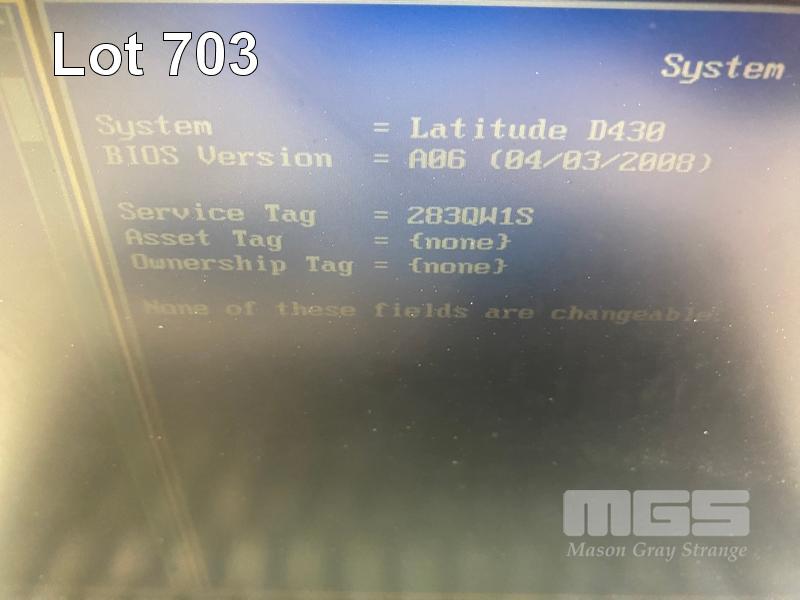 Lot 703
System
System = Latitude D430
BIOS Version = A06 (04/03/2008)
Service Tag = 283QW1S
Asset Tag = {none}
Ownership Tag = {none}
None of these fields are changeable
MGS
Mason Gray Strange